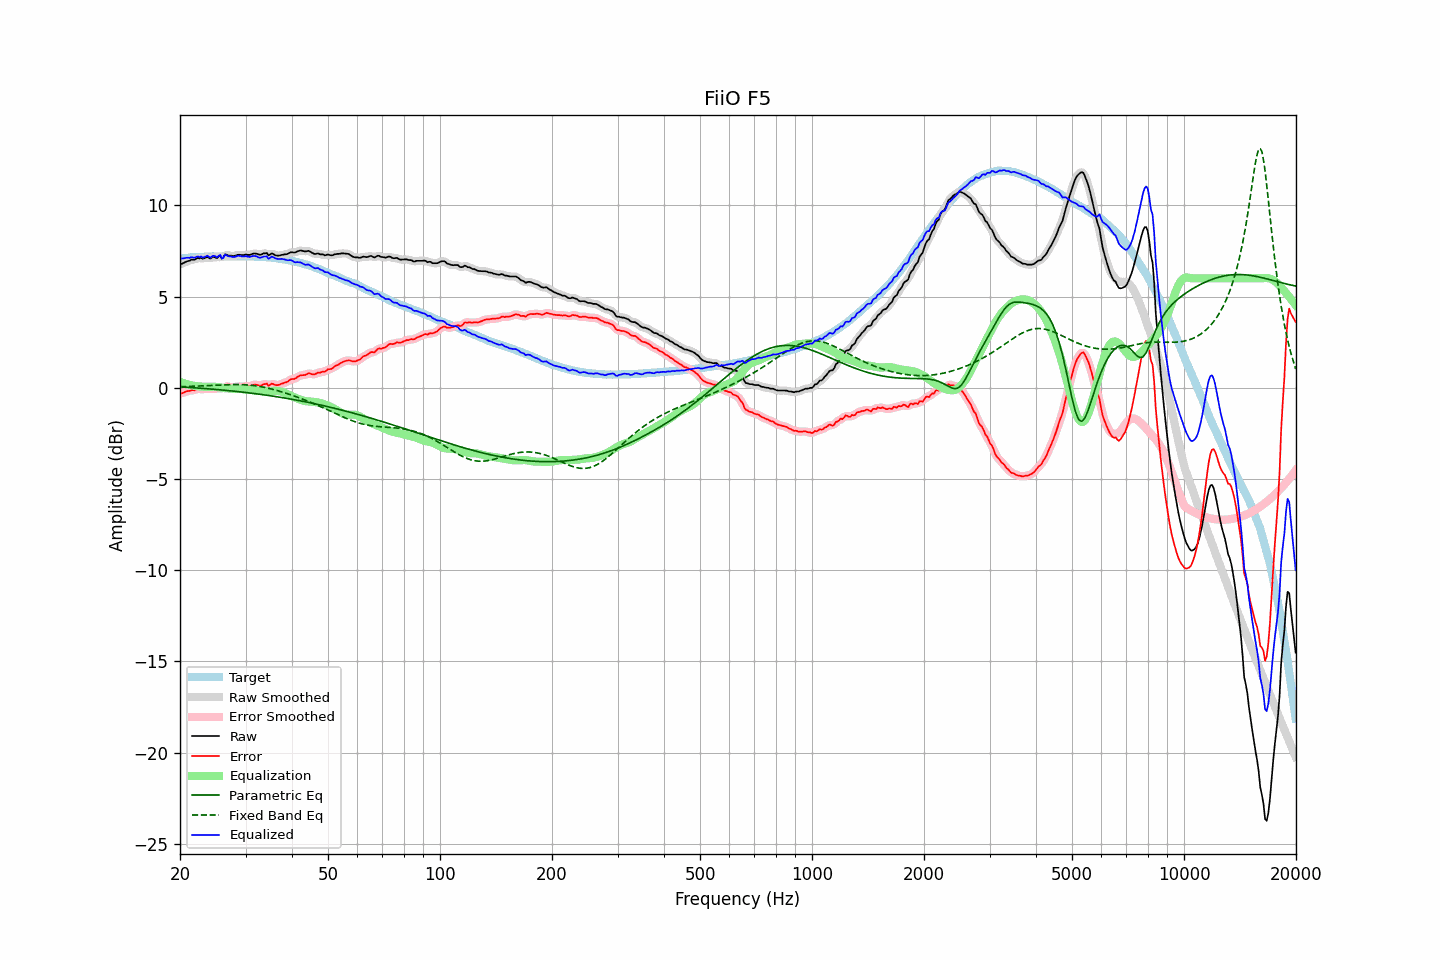 FiiO F5
Amplitude (dBr)
10
5
0
−5
−10
−15
−20
−25
Target
Raw Smoothed
Error Smoothed
Raw
Error
Equalization
Parametric Eq
Fixed Band Eq
Equalized
20 50 100 200 500 1000 2000 5000 10000 20000
Frequency (Hz)